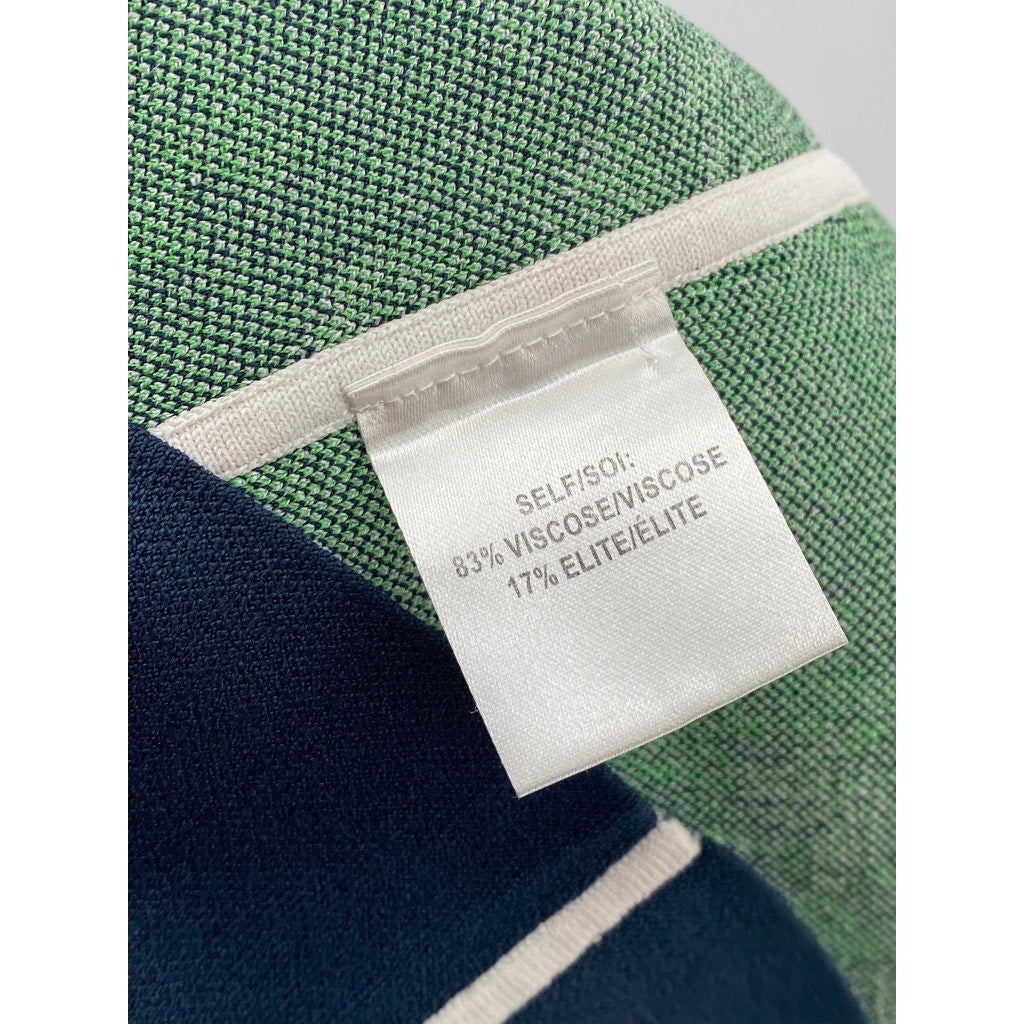 SELF/SOI:
83% VISCOSE/VISCOSE
17% ELITE/ÉLITE